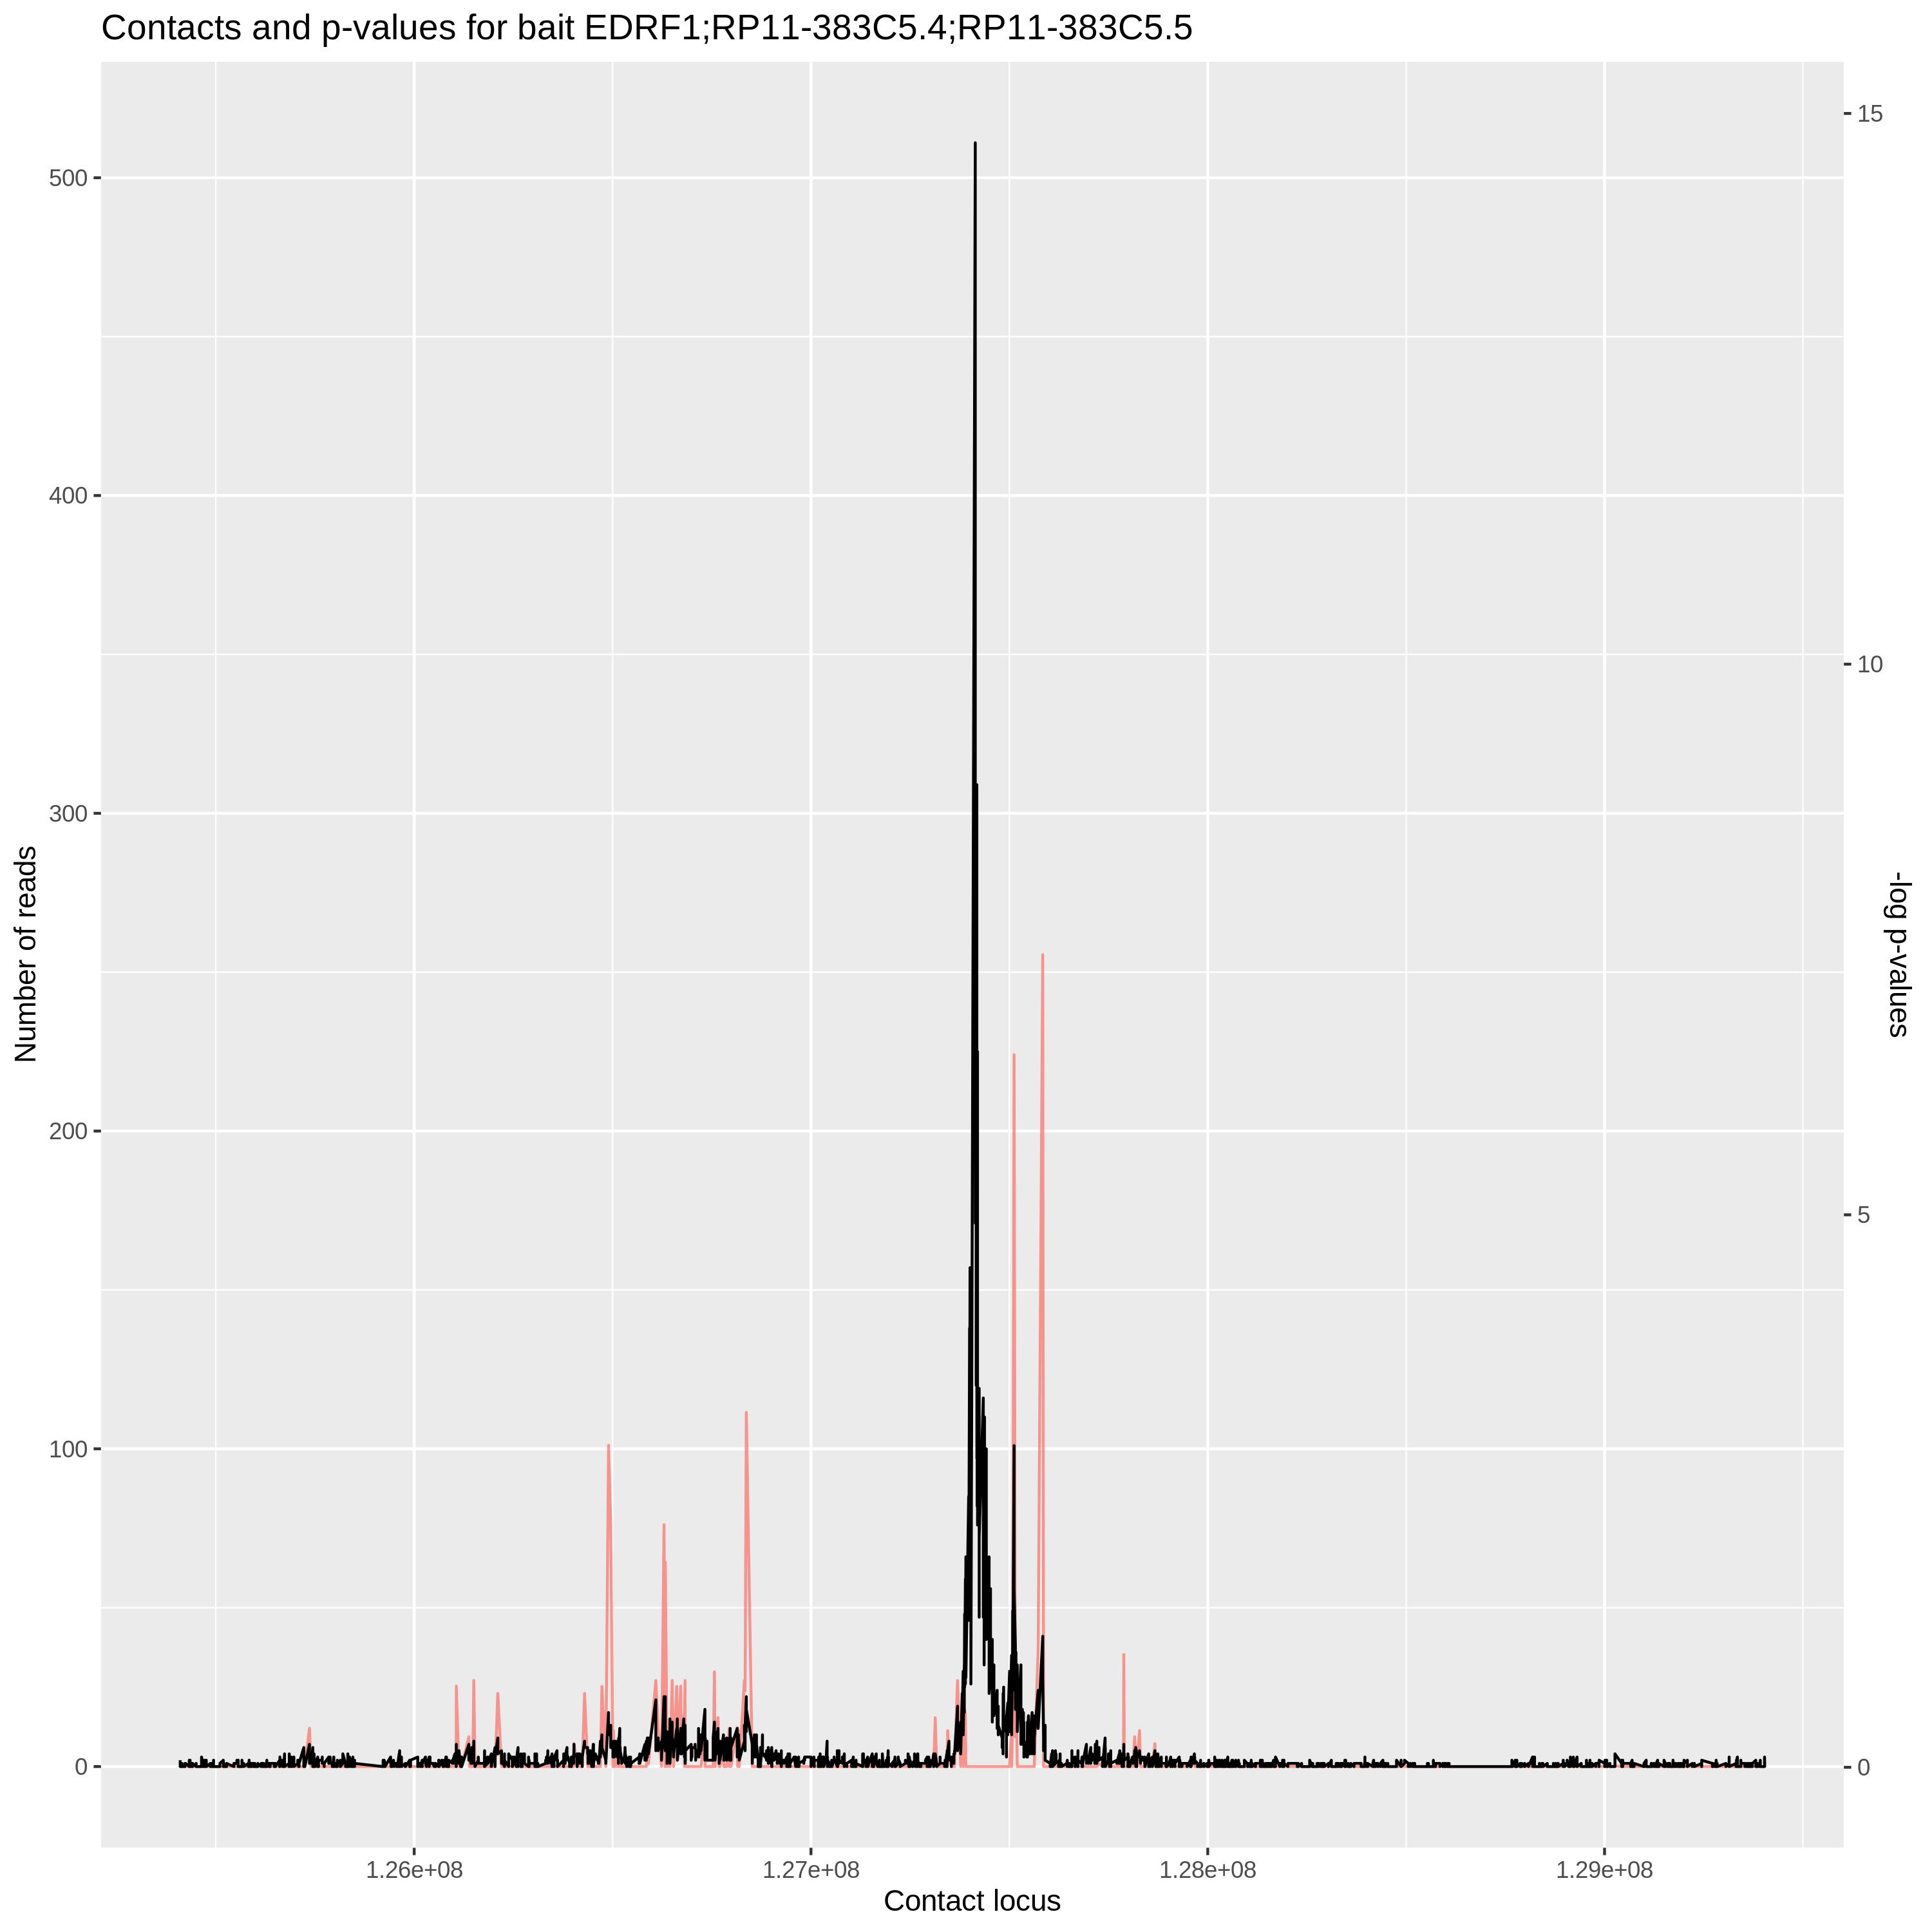 Contacts and p-values for bait EDRF1;RP11-383C5.4;RP11-383C5.5
500
400
300
200
100
0
Number of reads
15
10
5
0
-log p-values
1.26e+08
1.27e+08
1.28e+08
1.29e+08
Contact locus